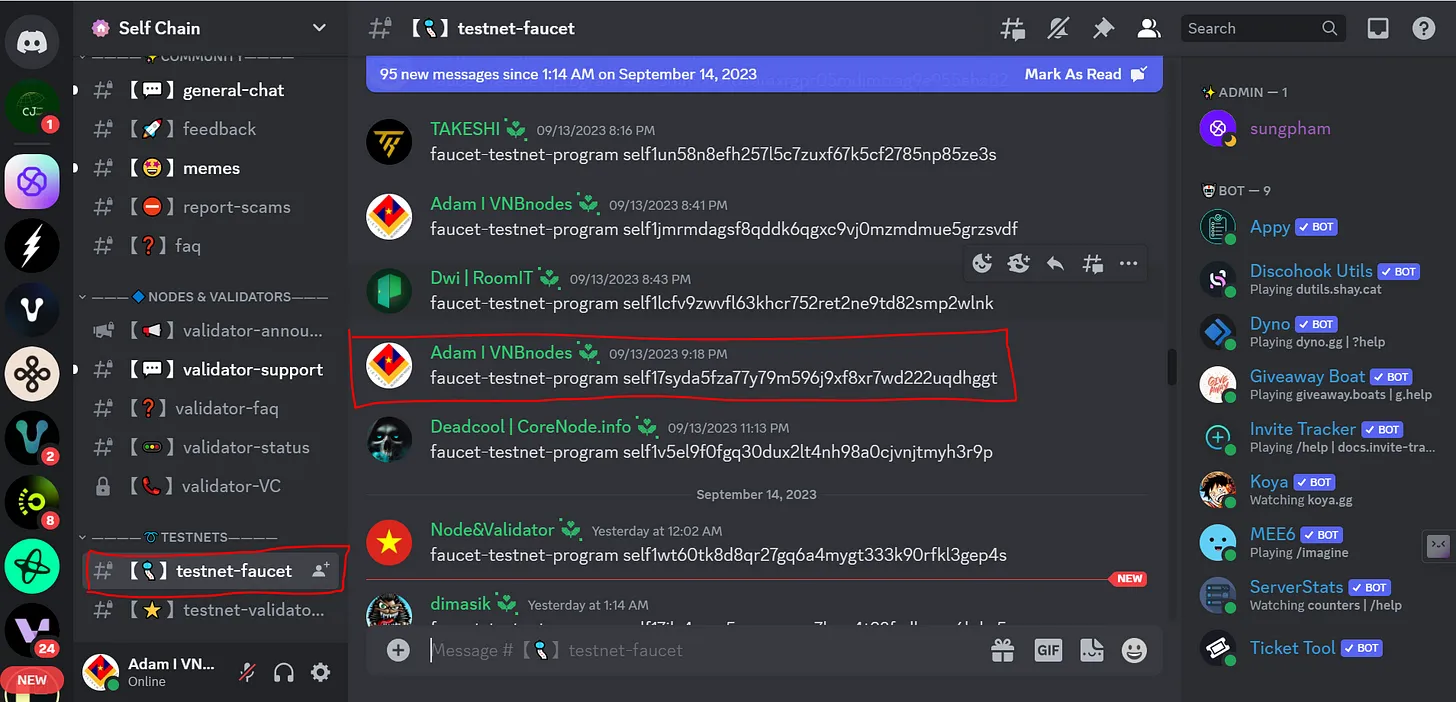 Self Chain
COMMUNITY
general-chat
feedback
memes
report-scams
faq
NODES & VALIDATORS
validator-annou...
validator-support
validator-faq
validator-status
validator-VC
TESTNETS
testnet-faucet
testnet-validato...
Adam I VN...
Online
CJ
1
2
8
24
NEW
testnet-faucet
Search
95 new messages since 1:14 AM on September 14, 2023
Mark As Read
TAKESHI 09/13/2023 8:16 PM
faucet-testnet-program self1un58n8efh257l5c7zuxf67k5cf2785np85ze3s
Adam I VNBnodes 09/13/2023 8:41 PM
faucet-testnet-program self1jmrmdagsf8qddk6qgxc9vj0mzmdmue5grzsvdf
Dwi | RoomIT 09/13/2023 8:43 PM
faucet-testnet-program self1lcfv9zwvfl63khcr752ret2ne9td82smp2wlnk
Adam I VNBnodes 09/13/2023 9:18 PM
faucet-testnet-program self17syda5fza77y79m596j9xf8xr7wd222uqdhggt
Deadcool | CoreNode.info 09/13/2023 11:13 PM
faucet-testnet-program self1v5el9f0fgq30dux2lt4nh98a0cjvnjtmyh3r9p
September 14, 2023
Node&Validator Yesterday at 12:02 AM
faucet-testnet-program self1wt60tk8d8qr27gq6a4mygt333k90rfkl3gep4s
NEW
dimasik Yesterday at 1:14 AM
Message # 【 】 testnet-faucet
GIF
ADMIN — 1
sungpham
BOT — 9
Appy ✓ BOT
Discohook Utils ✓ BOT
Playing dutils.shay.cat
Dyno ✓ BOT
Playing dyno.gg | ?help
Giveaway Boat ✓ BOT
Playing giveaway.boats | g.help
Invite Tracker ✓ BOT
Playing /help | docs.invite-tra...
Koya ✓ BOT
Watching koya.gg
MEE6 ✓ BOT
Playing /imagine
ServerStats ✓ BOT
Watching counters | /help
Ticket Tool ✓ BOT